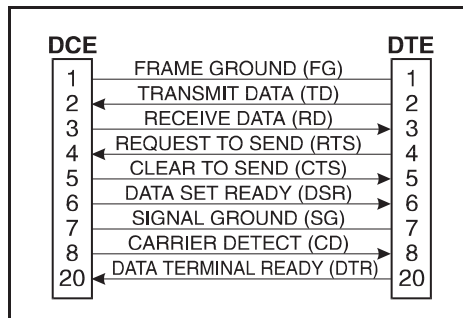 DCE DTE
1 FRAME GROUND (FG) 1
2 TRANSMIT DATA (TD) 2
3 RECEIVE DATA (RD) 3
4 REQUEST TO SEND (RTS) 4
5 CLEAR TO SEND (CTS) 5
6 DATA SET READY (DSR) 6
7 SIGNAL GROUND (SG) 7
8 CARRIER DETECT (CD) 8
20 DATA TERMINAL READY (DTR) 20